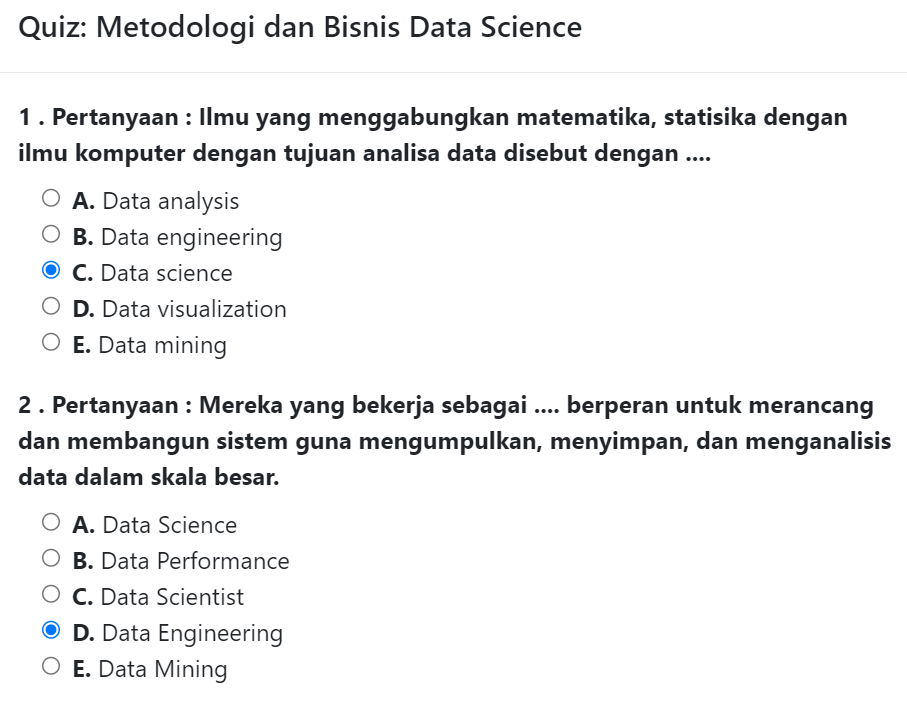 Quiz: Metodologi dan Bisnis Data Science
1 . Pertanyaan : Ilmu yang menggabungkan matematika, statisika dengan
ilmu komputer dengan tujuan analisa data disebut dengan ....
A. Data analysis
B. Data engineering
C. Data science
D. Data visualization
E. Data mining
2 . Pertanyaan : Mereka yang bekerja sebagai .... berperan untuk merancang
dan membangun sistem guna mengumpulkan, menyimpan, dan menganalisis
data dalam skala besar.
A. Data Science
B. Data Performance
C. Data Scientist
D. Data Engineering
E. Data Mining